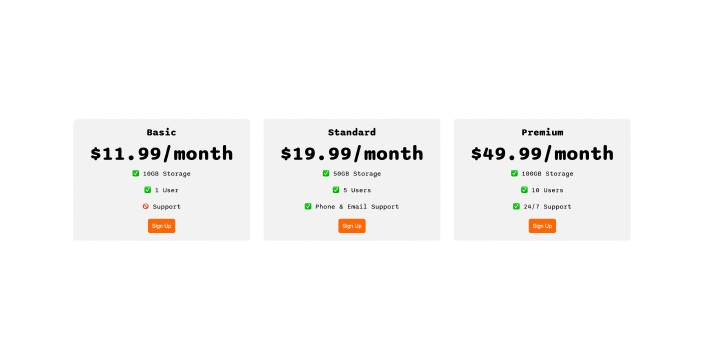 Basic
$11.99/month
✅ 10GB Storage
✅ 1 User
🚫 Support
Sign Up
Standard
$19.99/month
✅ 50GB Storage
✅ 5 Users
✅ Phone & Email Support
Sign Up
Premium
$49.99/month
✅ 100GB Storage
✅ 10 Users
✅ 24/7 Support
Sign Up